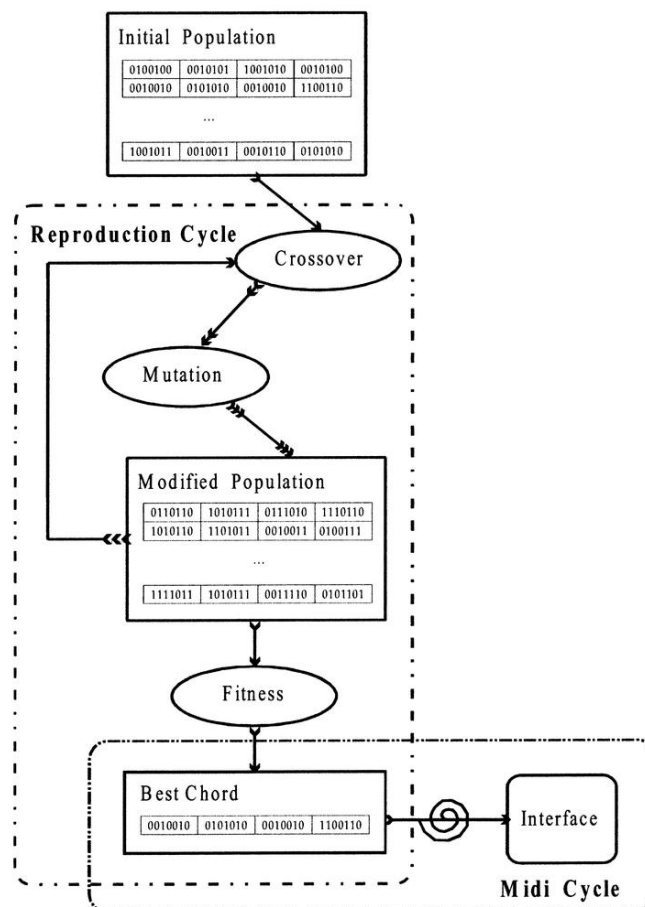 Initial Population
0100100 0010101 1001010 0010100
0010010 0101010 0010010 1100110
...
1001011 0010011 0010110 0101010
Reproduction Cycle
Crossover
Mutation
Modified Population
0110110 1010111 0111010 1110110
1010110 1101011 0010011 0100111
...
1111011 1010111 0011110 0101101
Fitness
Best Chord
0010010 0101010 0010010 1100110
Interface
Midi Cycle